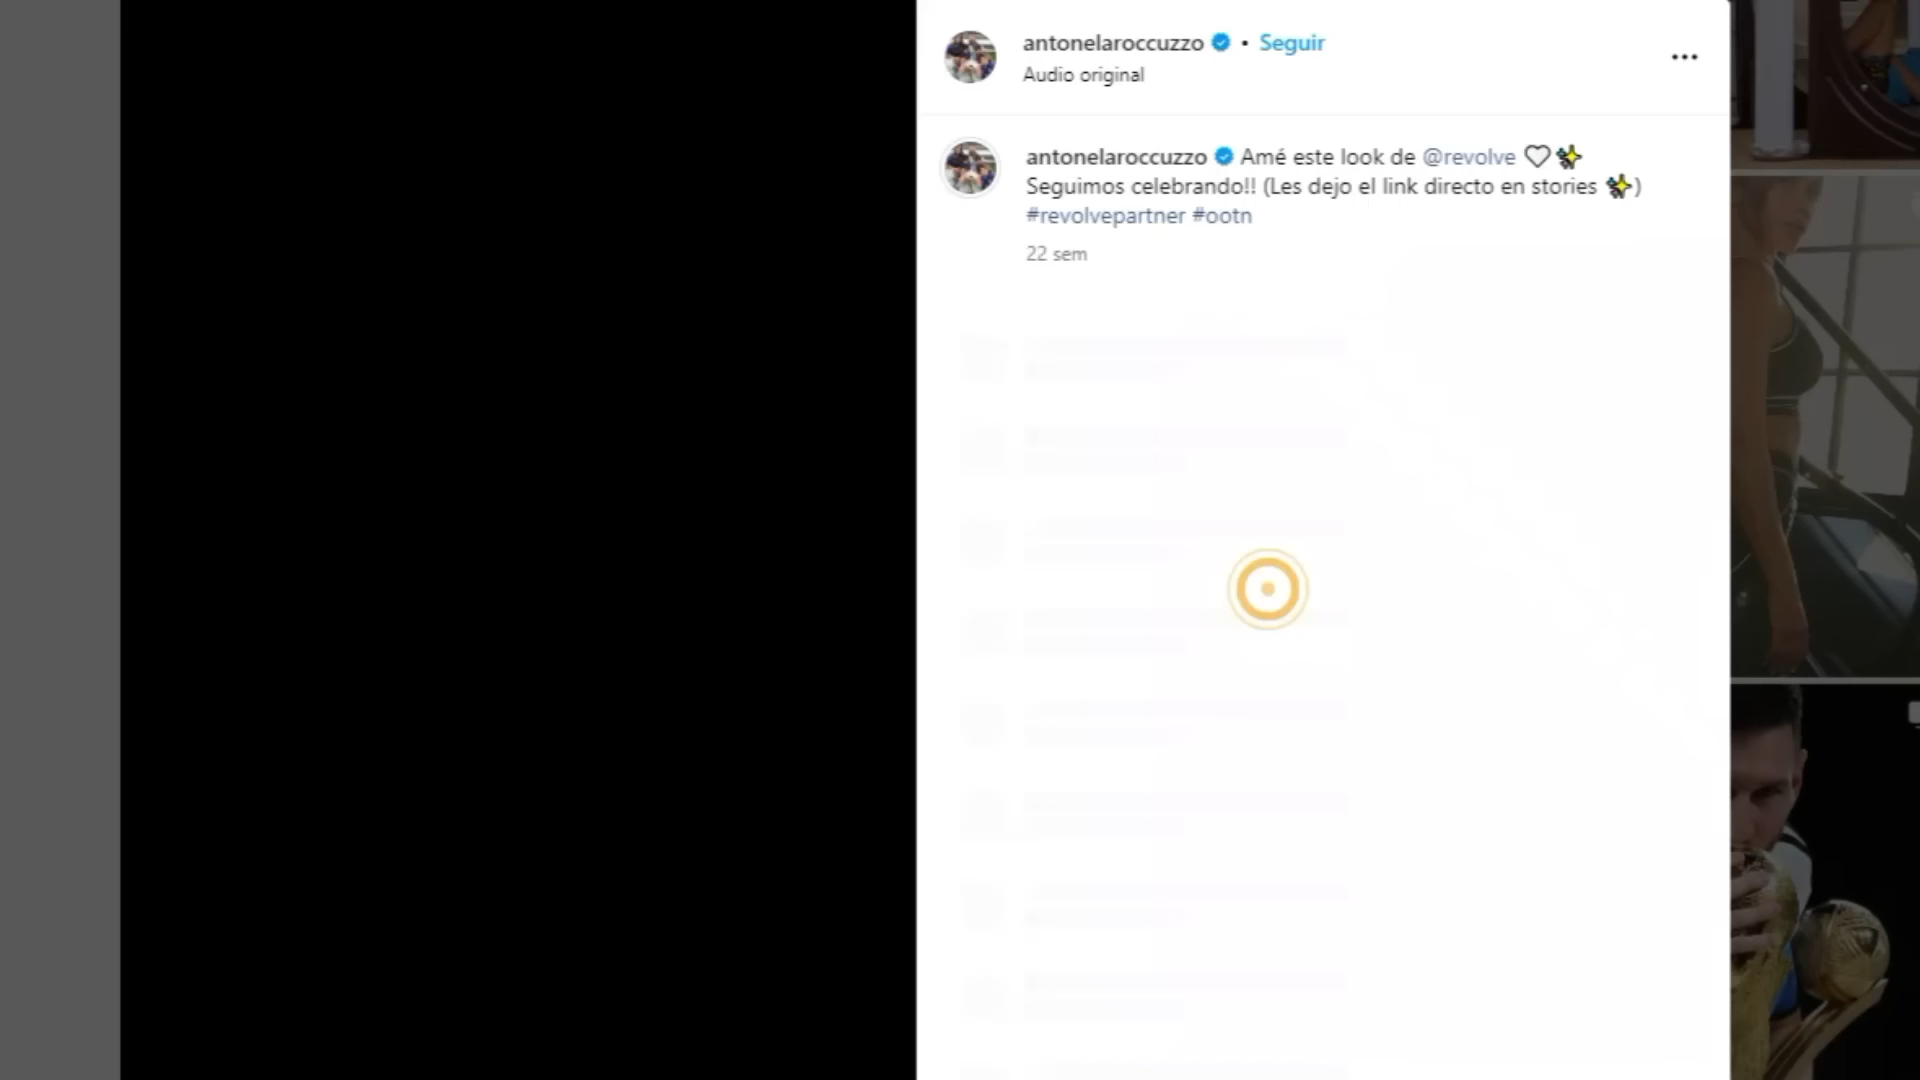 antonelaroccuzzo • Seguir
Audio original
antonelaroccuzzo Amé este look de @revolve 🤍✨
Seguimos celebrando!! (Les dejo el link directo en stories ✨)
#revolvepartner #ootn
22 sem